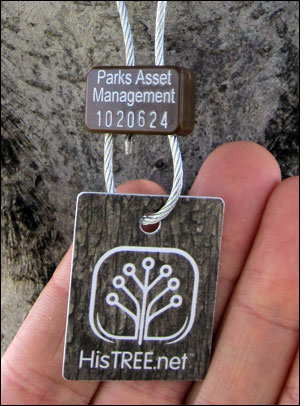 Parks Asset
Management
1020624
HisTREE.net